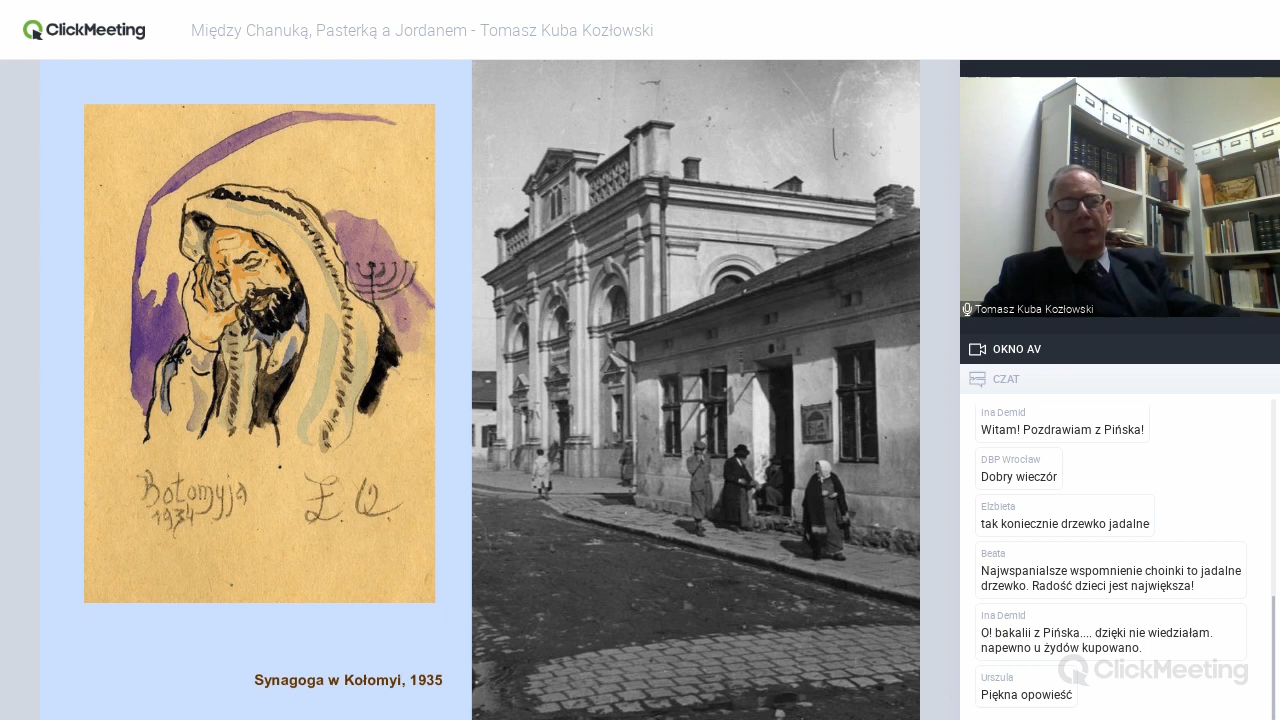 ClickMeeting
Między Chanuką, Pasterką a Jordanem - Tomasz Kuba Kozłowski
1934
Synagoga w Kołomyi, 1935
Tomasz Kuba Kozłowski
OKNO AV
CZAT
Ina Demid
Witam! Pozdrawiam z Pińska!
DBP Wrocław
Dobry wieczór
Elżbieta
tak koniecznie drzewko jadalne
Beata
Najwspanialsze wspomnienie choinki to jadalne
drzewko. Radość dzieci jest największa!
Ina Demid
O! bakalii z Pińska.... dzięki nie wiedziałam.
napewno u żydów kupowano.
Urszula
Piękna opowieść
ClickMeeting